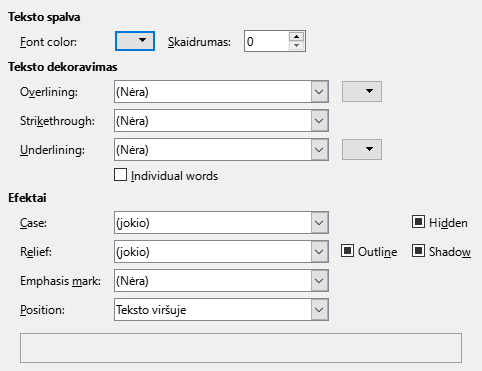 Teksto spalva
Font color: Skaidrumas: 0
Teksto dekoravimas
Overlining: (Nėra)
Strikethrough: (Nėra)
Underlining: (Nėra)
Individual words
Efektai
Case: (jokio) Hidden
Relief: (jokio) Outline Shadow
Emphasis mark: (Nėra)
Position: Teksto viršuje